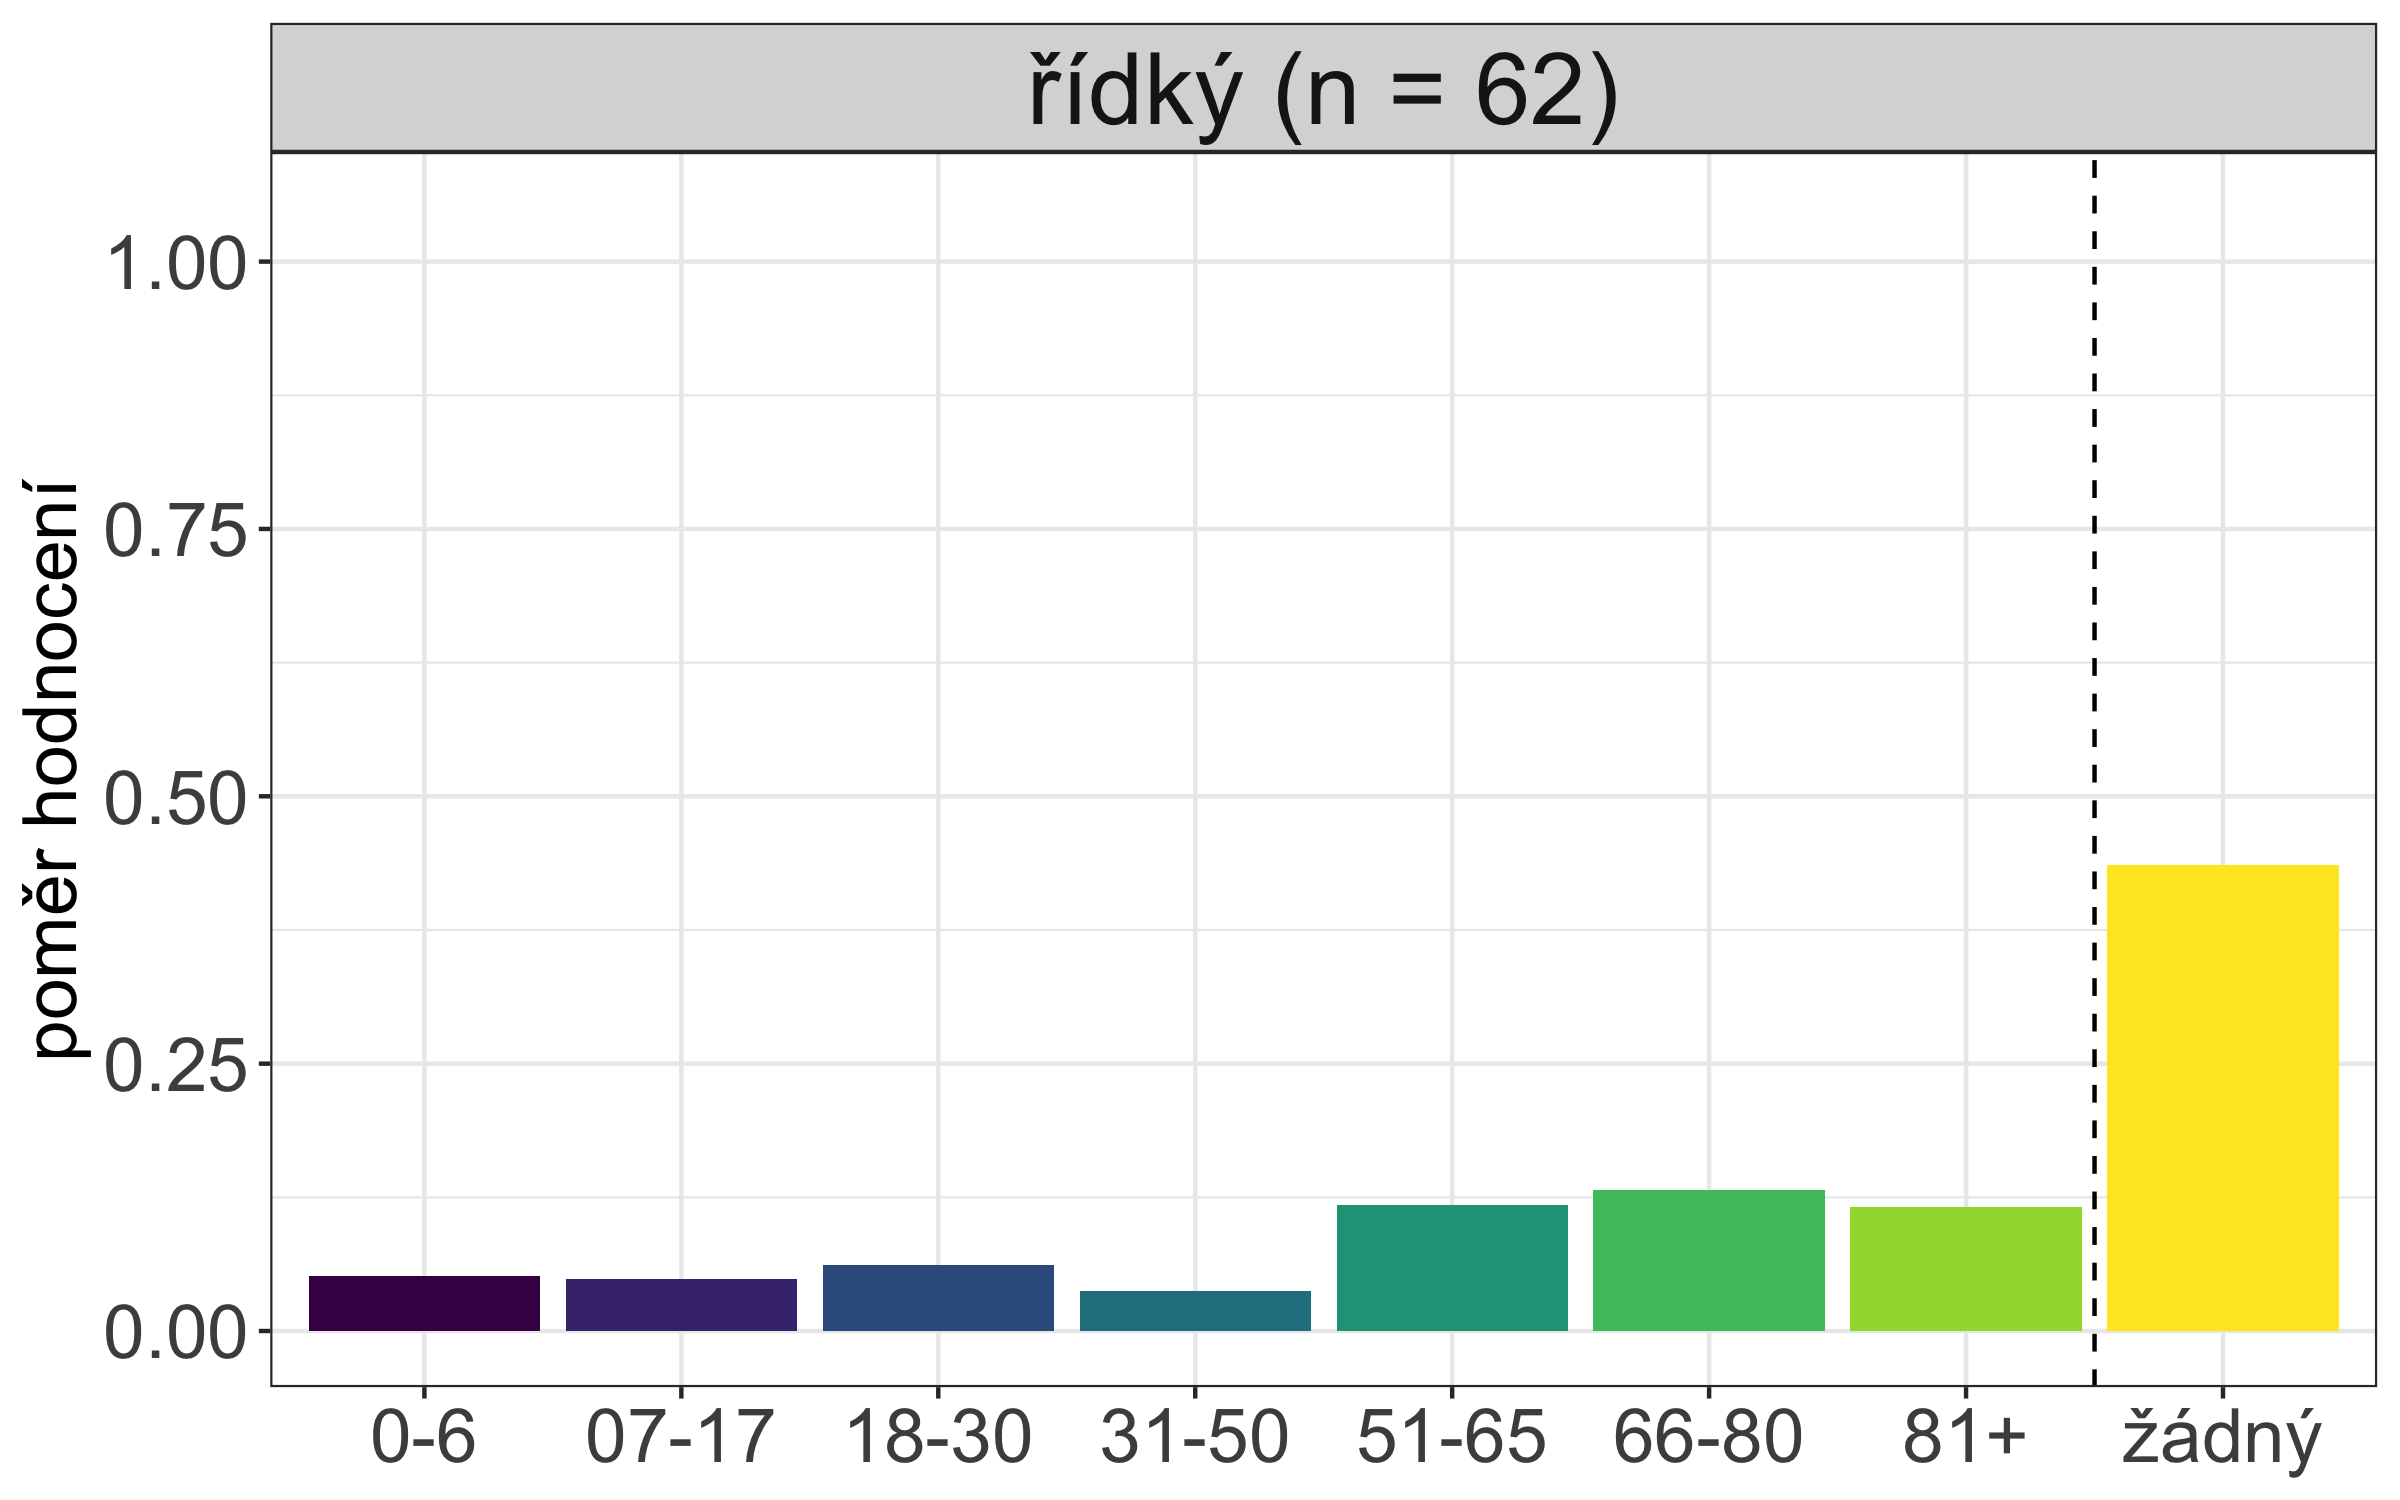 řídký (n = 62)
poměr hodnocení
1.00
0.75
0.50
0.25
0.00
0-6 07-17 18-30 31-50 51-65 66-80 81+ žádný